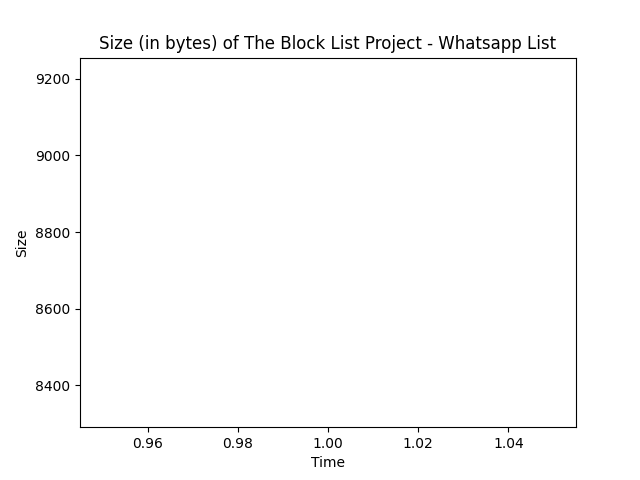 Size (in bytes) of The Block List Project - Whatsapp List
9200
9000
8800
8600
8400
Size
0.96 0.98 1.00 1.02 1.04
Time